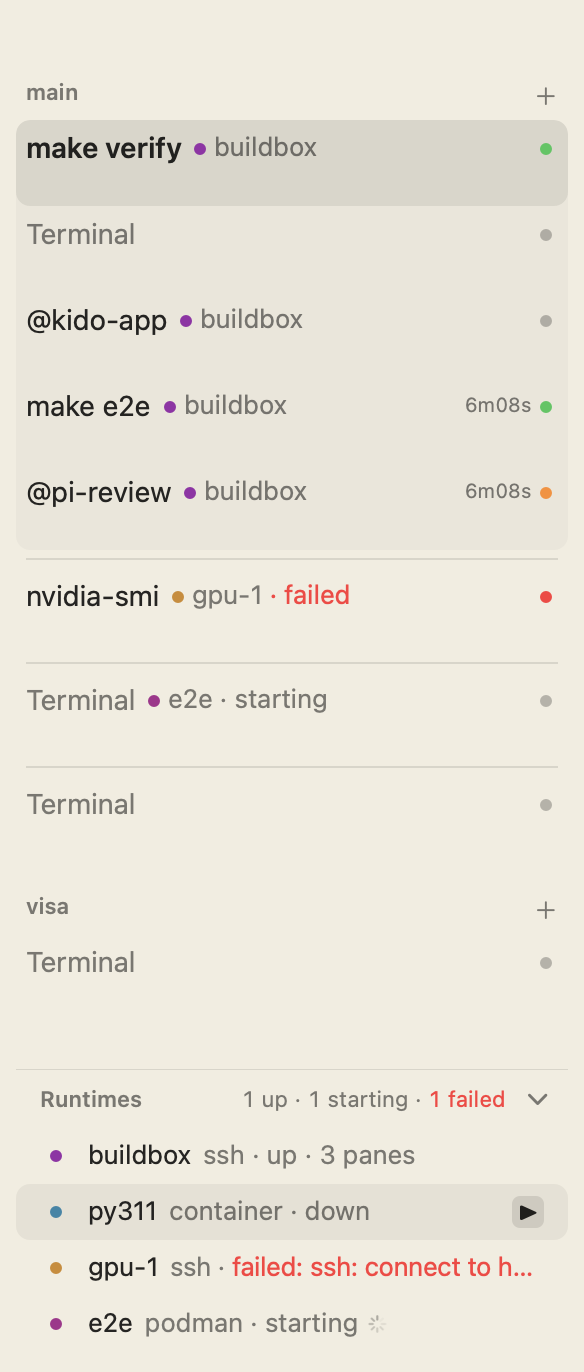 main +
make verify buildbox
Terminal
@kido-app buildbox
make e2e buildbox 6m08s
@pi-review buildbox 6m08s
nvidia-smi gpu-1 · failed
Terminal e2e · starting
Terminal
visa +
Terminal
Runtimes 1 up · 1 starting · 1 failed
buildbox ssh · up · 3 panes
py311 container · down
gpu-1 ssh · failed: ssh: connect to h...
e2e podman · starting